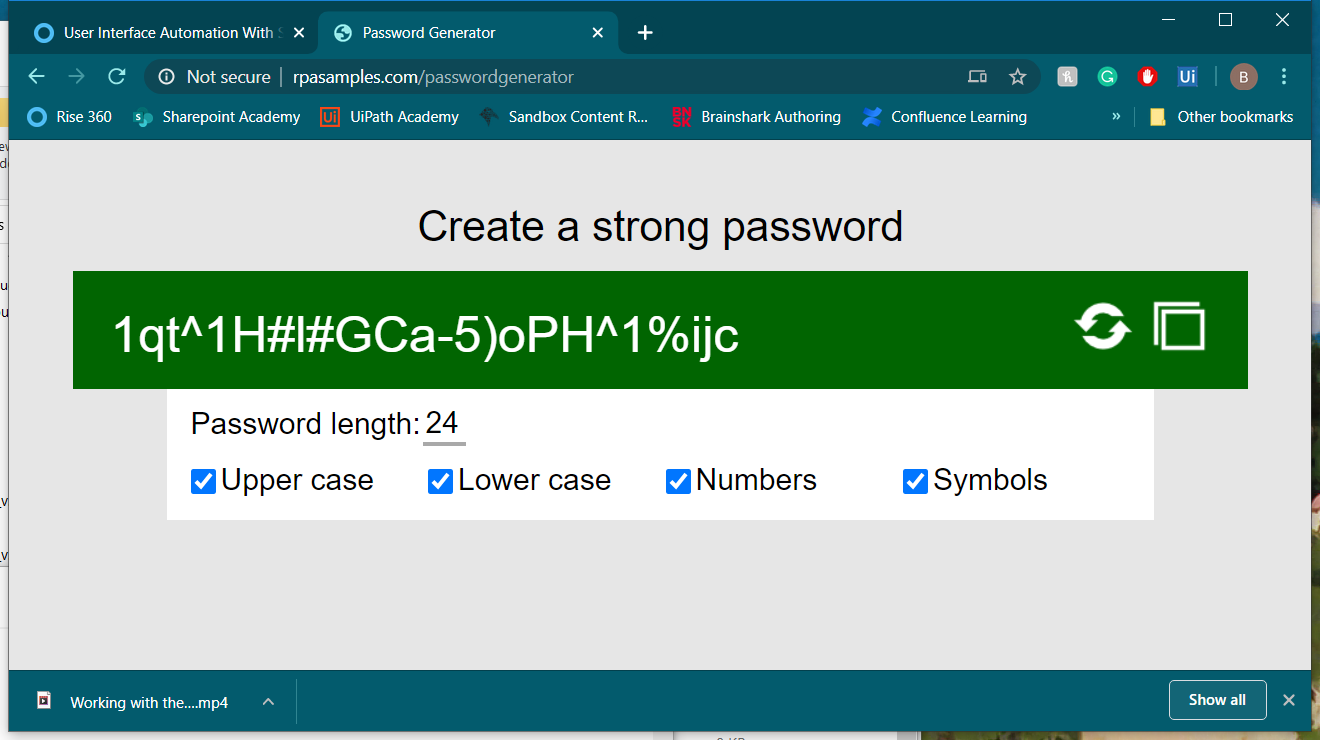 User Interface Automation With S
Password Generator
Not secure | rpasamples.com/passwordgenerator
Ui
B
Rise 360
Sharepoint Academy
UiPath Academy
Sandbox Content R...
Brainshark Authoring
Confluence Learning
»
Other bookmarks
Create a strong password
1qt^1H#I#GCa-5)oPH^1%ijc
Password length: 24
Upper case
Lower case
Numbers
Symbols
Working with the....mp4
Show all